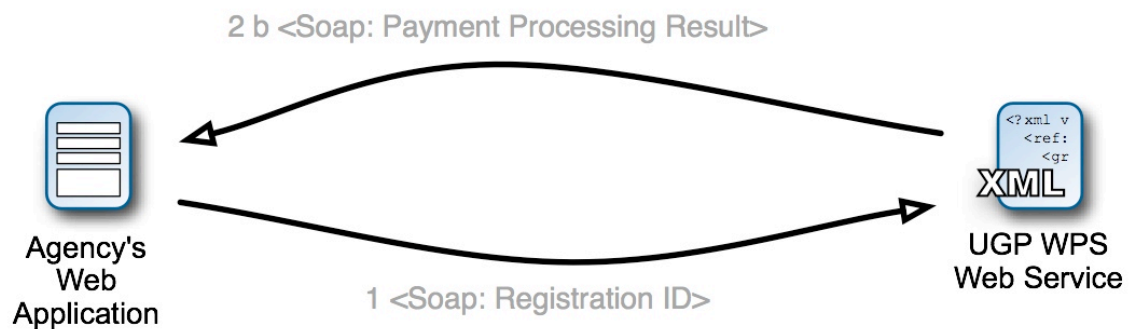 2 b <Soap: Payment Processing Result>
<?xml v
<ref:
<gr
XML
Agency's
Web
Application
UGP WPS
Web Service
1 <Soap: Registration ID>